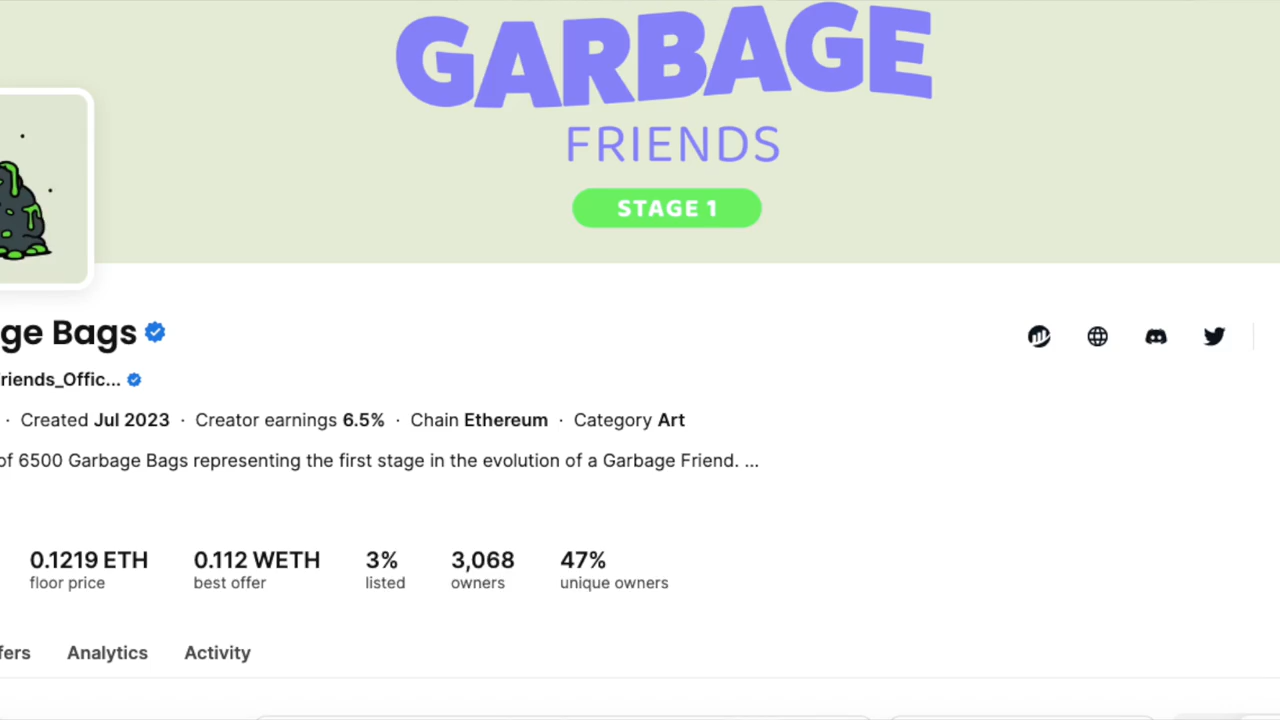 GARBAGE
FRIENDS
STAGE 1
ge Bags
riends_Offic...
· Created Jul 2023 · Creator earnings 6.5% · Chain Ethereum · Category Art
of 6500 Garbage Bags representing the first stage in the evolution of a Garbage Friend. ...
0.1219 ETH 0.112 WETH 3% 3,068 47%
floor price best offer listed owners unique owners
fers Analytics Activity